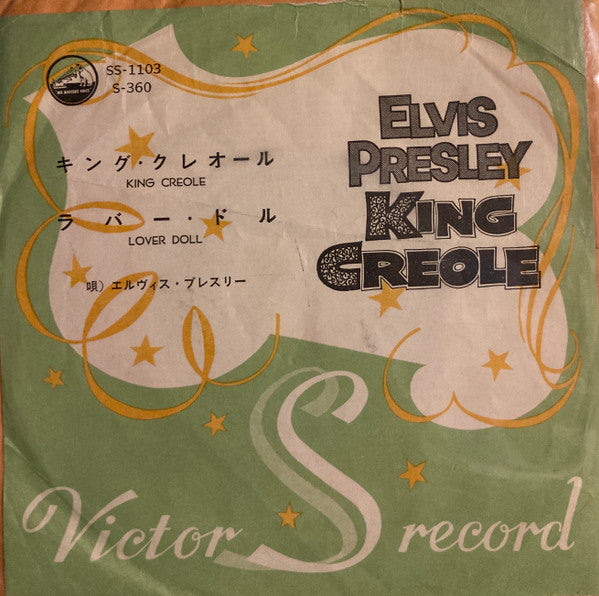 SS-1103
S-360
キング・クレオール
KING CREOLE
ラバー・ドル
LOVER DOLL
唄）エルヴィス・プレスリー
ELVIS
PRESLEY
KING
CREOLE
Victor S record